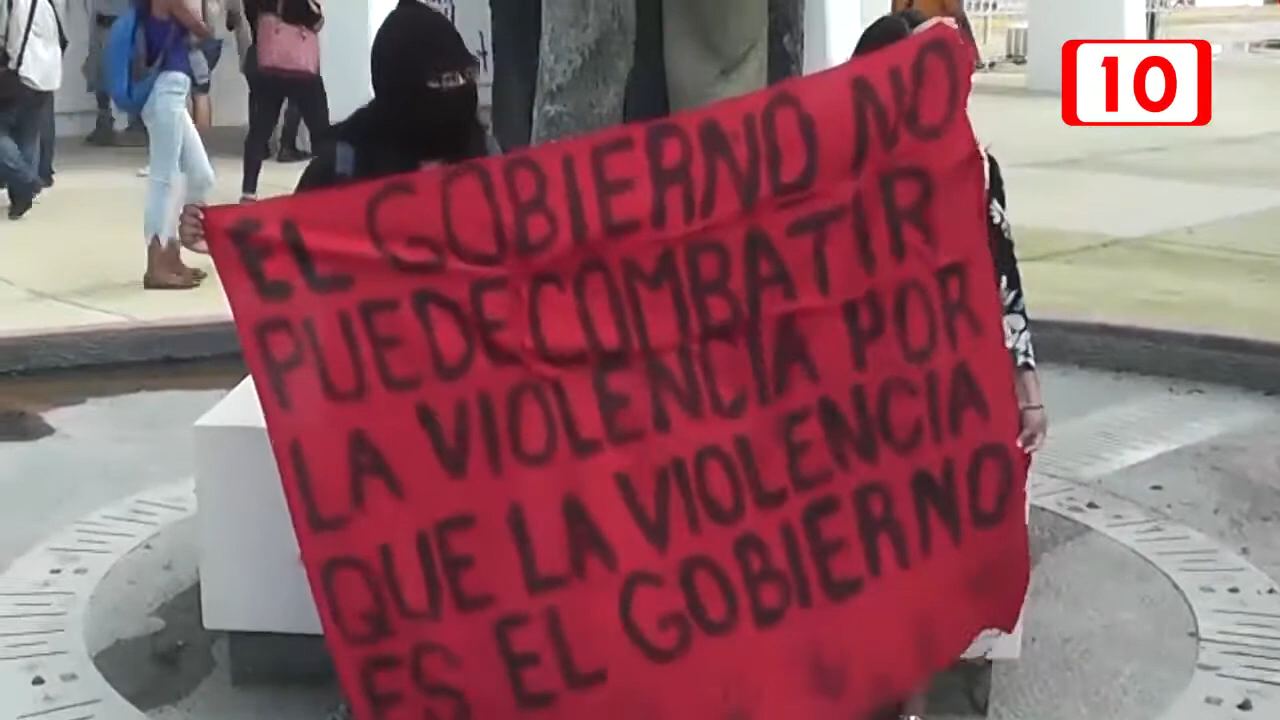 10
EL GOBIERNO NO
PUEDE COMBATIR
LA VIOLENCIA POR
QUE LA VIOLENCIA
ES EL GOBIERNO